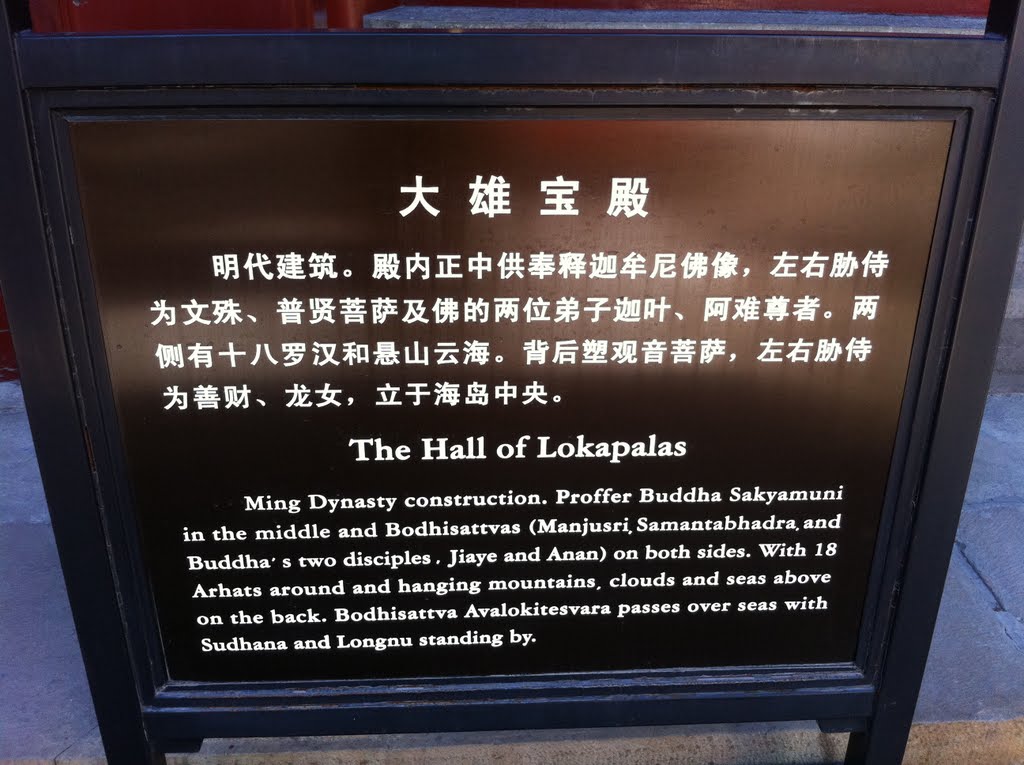 大雄宝殿
明代建筑。殿内正中供奉释迦牟尼佛像，左右胁侍
为文殊、普贤菩萨及佛的两位弟子迦叶、阿难尊者。两
侧有十八罗汉和悬山云海。背后塑观音菩萨，左右胁侍
为善财、龙女，立于海岛中央。
The Hall of Lokapalas
Ming Dynasty construction. Proffer Buddha Sakyamuni
in the middle and Bodhisattvas (Manjusri, Samantabhadra, and
Buddha's two disciples, Jiaye and Anan) on both sides. With 18
Arhats around and hanging mountains, clouds and seas above
on the back. Bodhisattva Avalokitesvara passes over seas with
Sudhana and Longnu standing by.